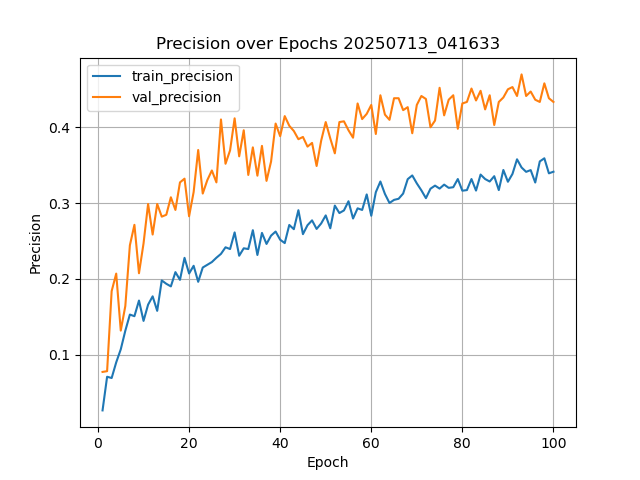 Precision over Epochs 20250713_041633
train_precision
val_precision
0.4
0.3
0.2
0.1
Precision
0 20 40 60 80 100
Epoch